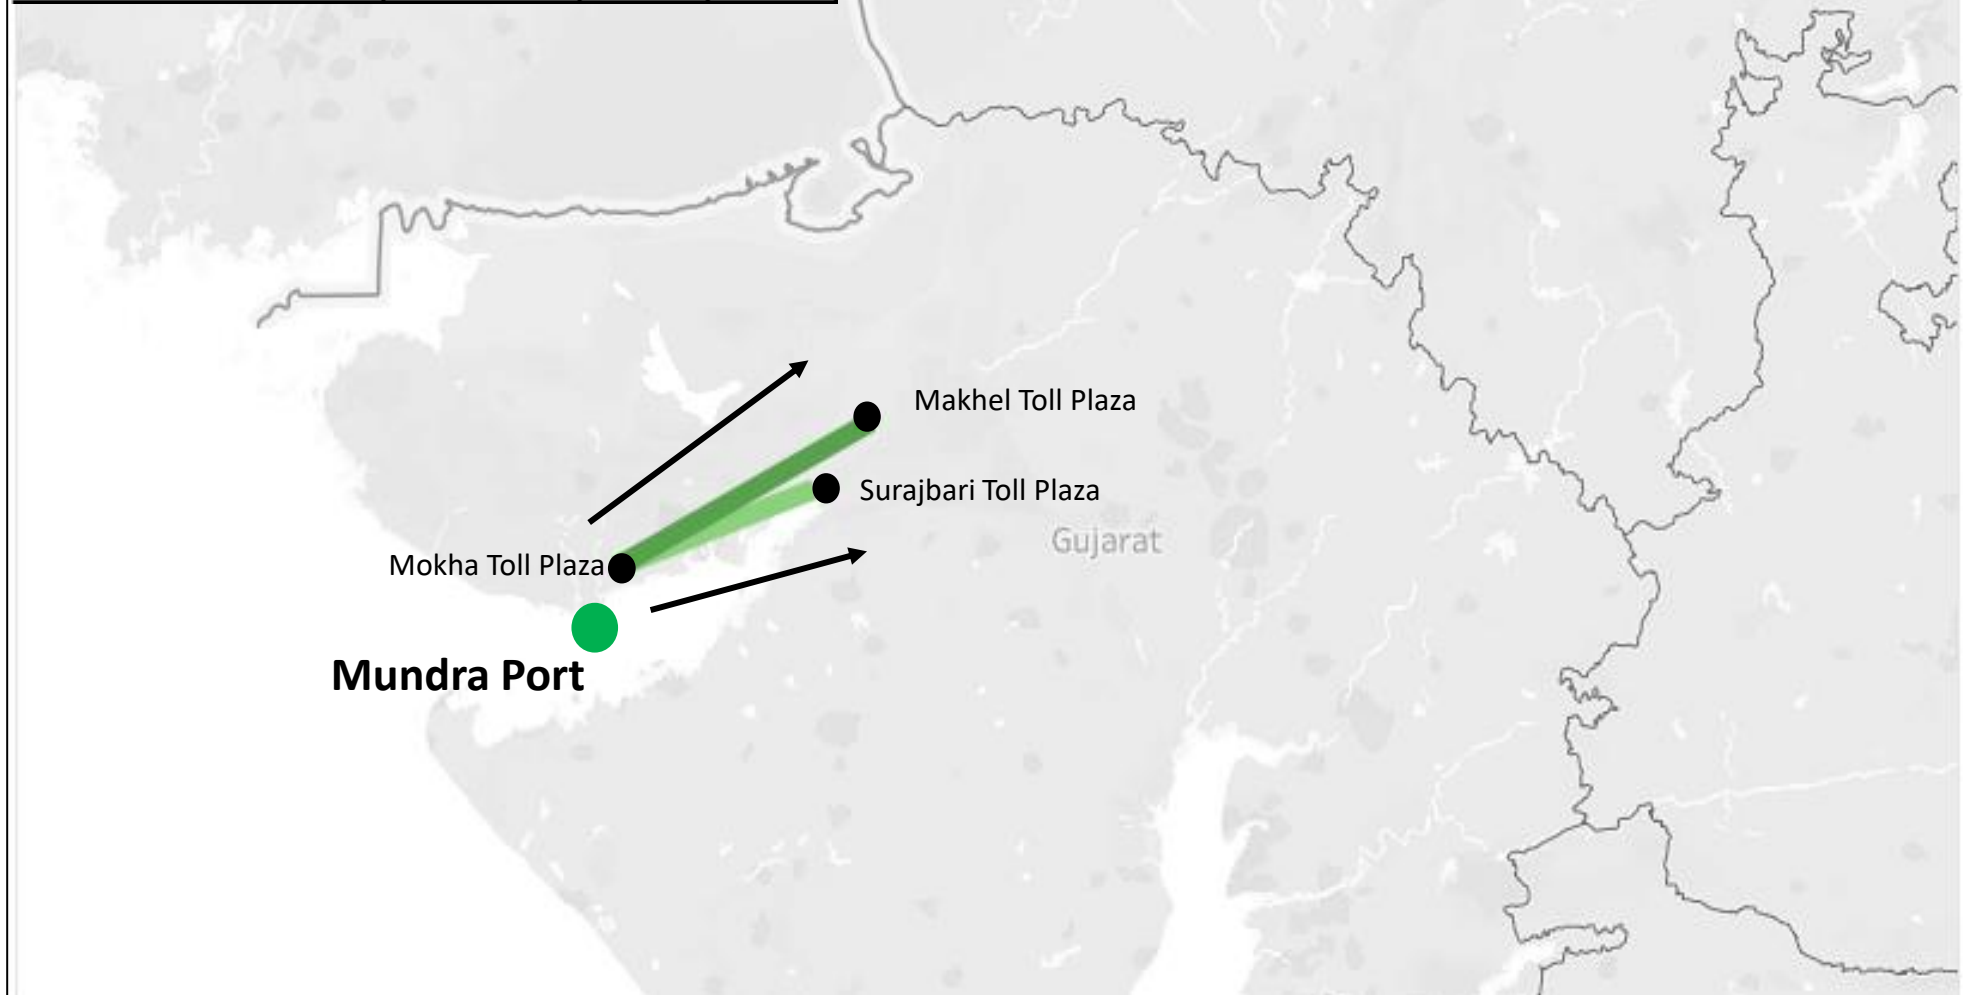 Makhel Toll Plaza
Surajbari Toll Plaza
Gujarat
Mokha Toll Plaza
Mundra Port